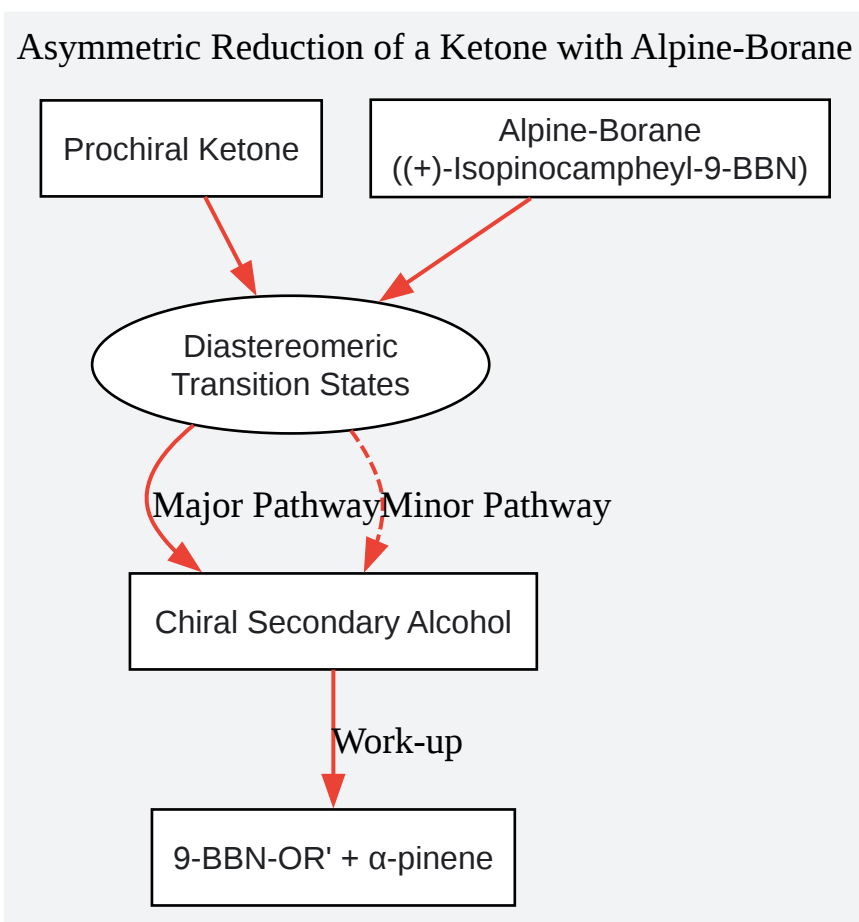 Asymmetric Reduction of a Ketone with Alpine-Borane
Prochiral Ketone
Alpine-Borane
((+)-Isopinocampheyl-9-BBN)
Diastereomeric
Transition States
Major Pathway
Minor Pathway
Chiral Secondary Alcohol
Work-up
9-BBN-OR' + α-pinene